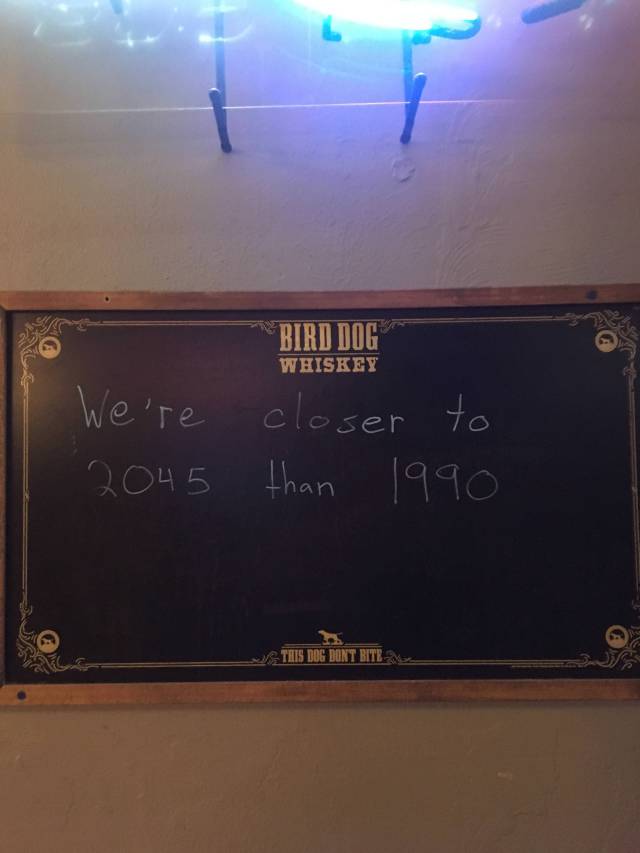 BIRD DOG
WHISKEY
We're closer to
2045 than 1990
THIS DOG DON'T BITE